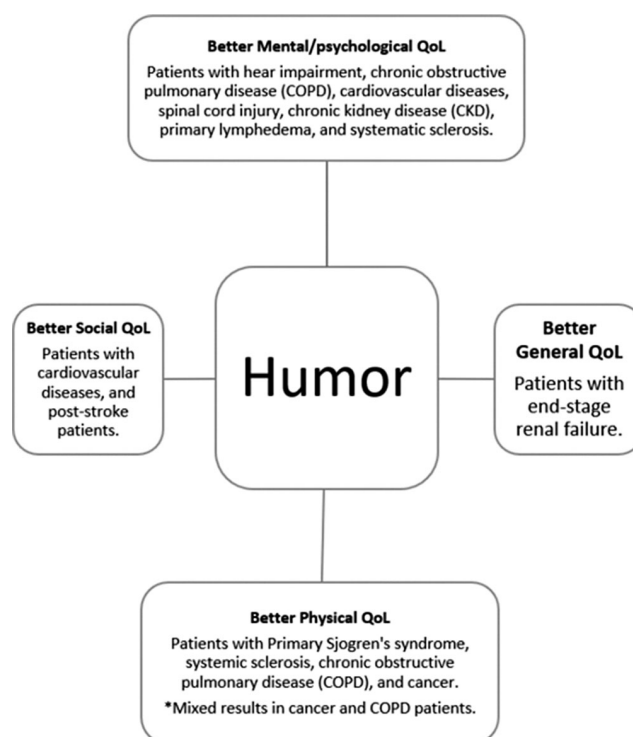 Better Mental/psychological QoL
Patients with hear impairment, chronic obstructive
pulmonary disease (COPD), cardiovascular diseases,
spinal cord injury, chronic kidney disease (CKD),
primary lymphedema, and systematic sclerosis.
Better Social QoL
Patients with
cardiovascular
diseases, and
post-stroke
patients.
Humor
Better
General QoL
Patients with
end-stage
renal failure.
Better Physical QoL
Patients with Primary Sjogren's syndrome,
systemic sclerosis, chronic obstructive
pulmonary disease (COPD), and cancer.
*Mixed results in cancer and COPD patients.